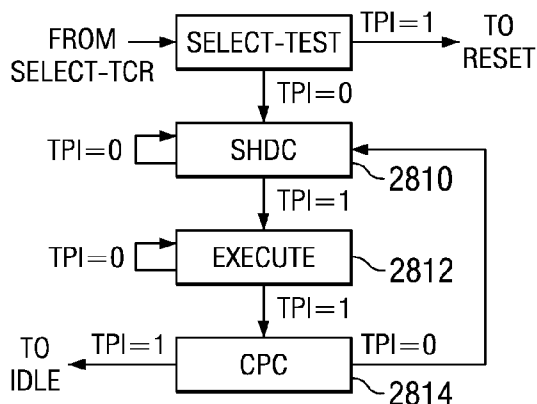 FROM
SELECT-TCR
SELECT-TEST
TPI=1
TO
RESET
TPI=0
TPI=0
SHDC
2810
TPI=1
TPI=0
EXECUTE
2812
TPI=1
TO
IDLE
TPI=1
CPC
TPI=0
2814